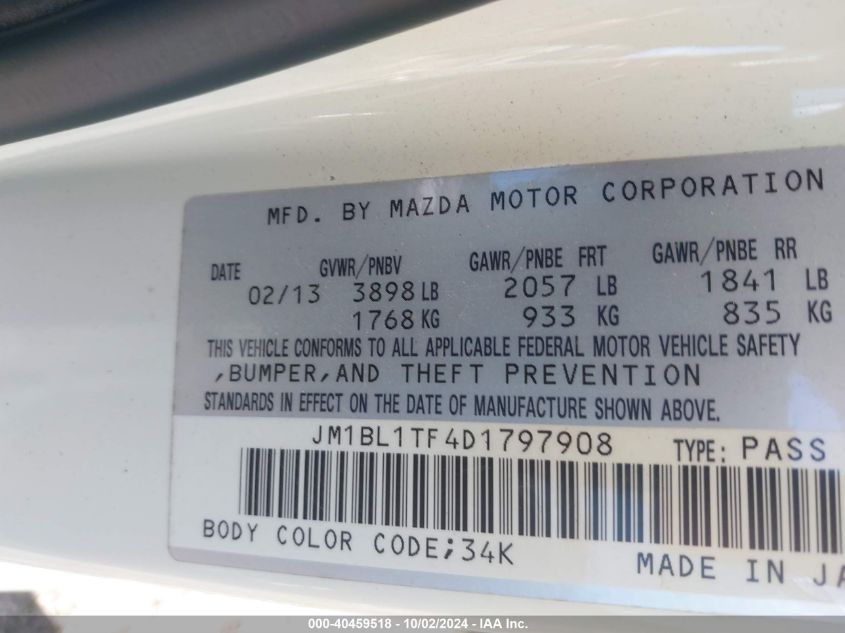 MFD. BY MAZDA MOTOR CORPORATION
DATE GVWR/PNBV GAWR/PNBE FRT GAWR/PNBE RR
02/13 3898 LB 2057 LB 1841 LB
1768 KG 933 KG 835 KG
THIS VEHICLE CONFORMS TO ALL APPLICABLE FEDERAL MOTOR VEHICLE SAFETY
,BUMPER,AND THEFT PREVENTION
STANDARDS IN EFFECT ON THE DATE OF MANUFACTURE SHOWN ABOVE.
JM1BL1TF4D1797908 TYPE: PASS
BODY COLOR CODE;34K MADE IN JA
000-40459518 - 10/02/2024 - IAA Inc.